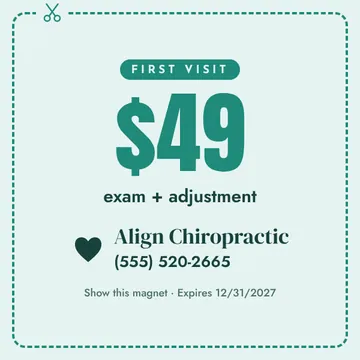 FIRST VISIT
$49
exam + adjustment
Align Chiropractic
(555) 520-2665
Show this magnet · Expires 12/31/2027